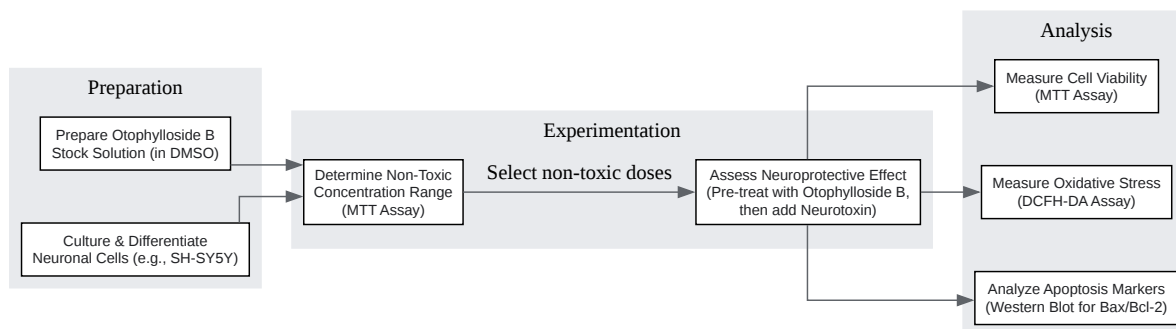 Preparation
Prepare Otophylloside B
Stock Solution (in DMSO)
Culture & Differentiate
Neuronal Cells (e.g., SH-SY5Y)
Experimentation
Determine Non-Toxic
Concentration Range
(MTT Assay)
Select non-toxic doses
Assess Neuroprotective Effect
(Pre-treat with Otophylloside B,
then add Neurotoxin)
Analysis
Measure Cell Viability
(MTT Assay)
Measure Oxidative Stress
(DCFH-DA Assay)
Analyze Apoptosis Markers
(Western Blot for Bax/Bcl-2)